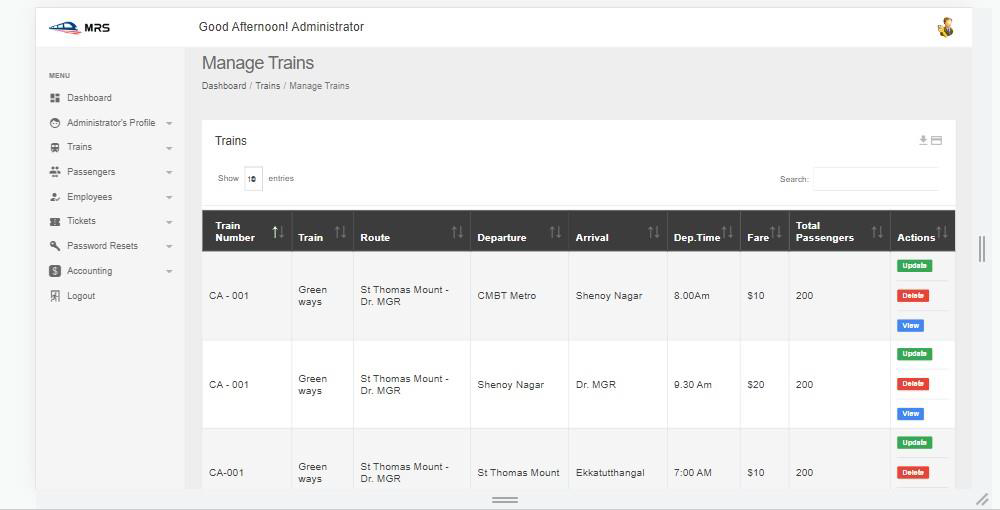 MRS
Good Afternoon! Administrator
MENU
Dashboard
Administrator's Profile
Trains
Passengers
Employees
Tickets
Password Resets
Accounting
Logout
Manage Trains
Dashboard / Trains / Manage Trains
Trains
Show 10 entries
Search:
Train Number Train Route Departure Arrival Dep.Time Fare Total Passengers Actions
CA - 001 Green ways St Thomas Mount - Dr. MGR CMBT Metro Shenoy Nagar 8.00Am $10 200 Update Delete View
CA - 001 Green ways St Thomas Mount - Dr. MGR Shenoy Nagar Dr. MGR 9.30 Am $20 200 Update Delete View
CA-001 Green ways St Thomas Mount - Dr. MGR St Thomas Mount Ekkatutthangal 7:00 AM $10 200 Update Delete